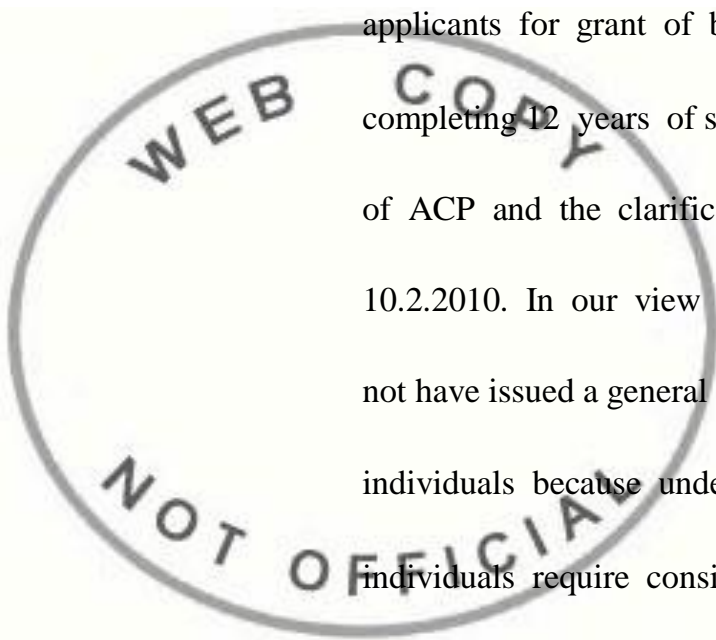 WEB COPY
applicants for grant of b
completing 12 years of s
of ACP and the clarific
10.2.2010. In our view
not have issued a general
individuals because unde
individuals require consi
NOT OFFICIAL